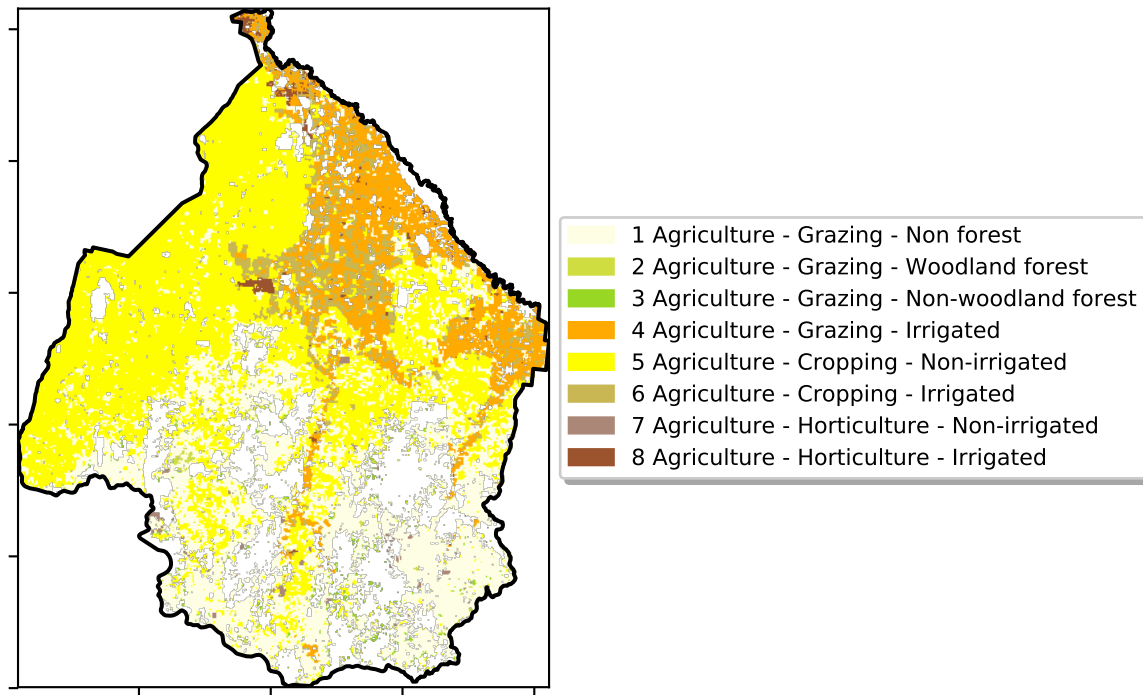 1 Agriculture - Grazing - Non forest
2 Agriculture - Grazing - Woodland forest
3 Agriculture - Grazing - Non-woodland forest
4 Agriculture - Grazing - Irrigated
5 Agriculture - Cropping - Non-irrigated
6 Agriculture - Cropping - Irrigated
7 Agriculture - Horticulture - Non-irrigated
8 Agriculture - Horticulture - Irrigated